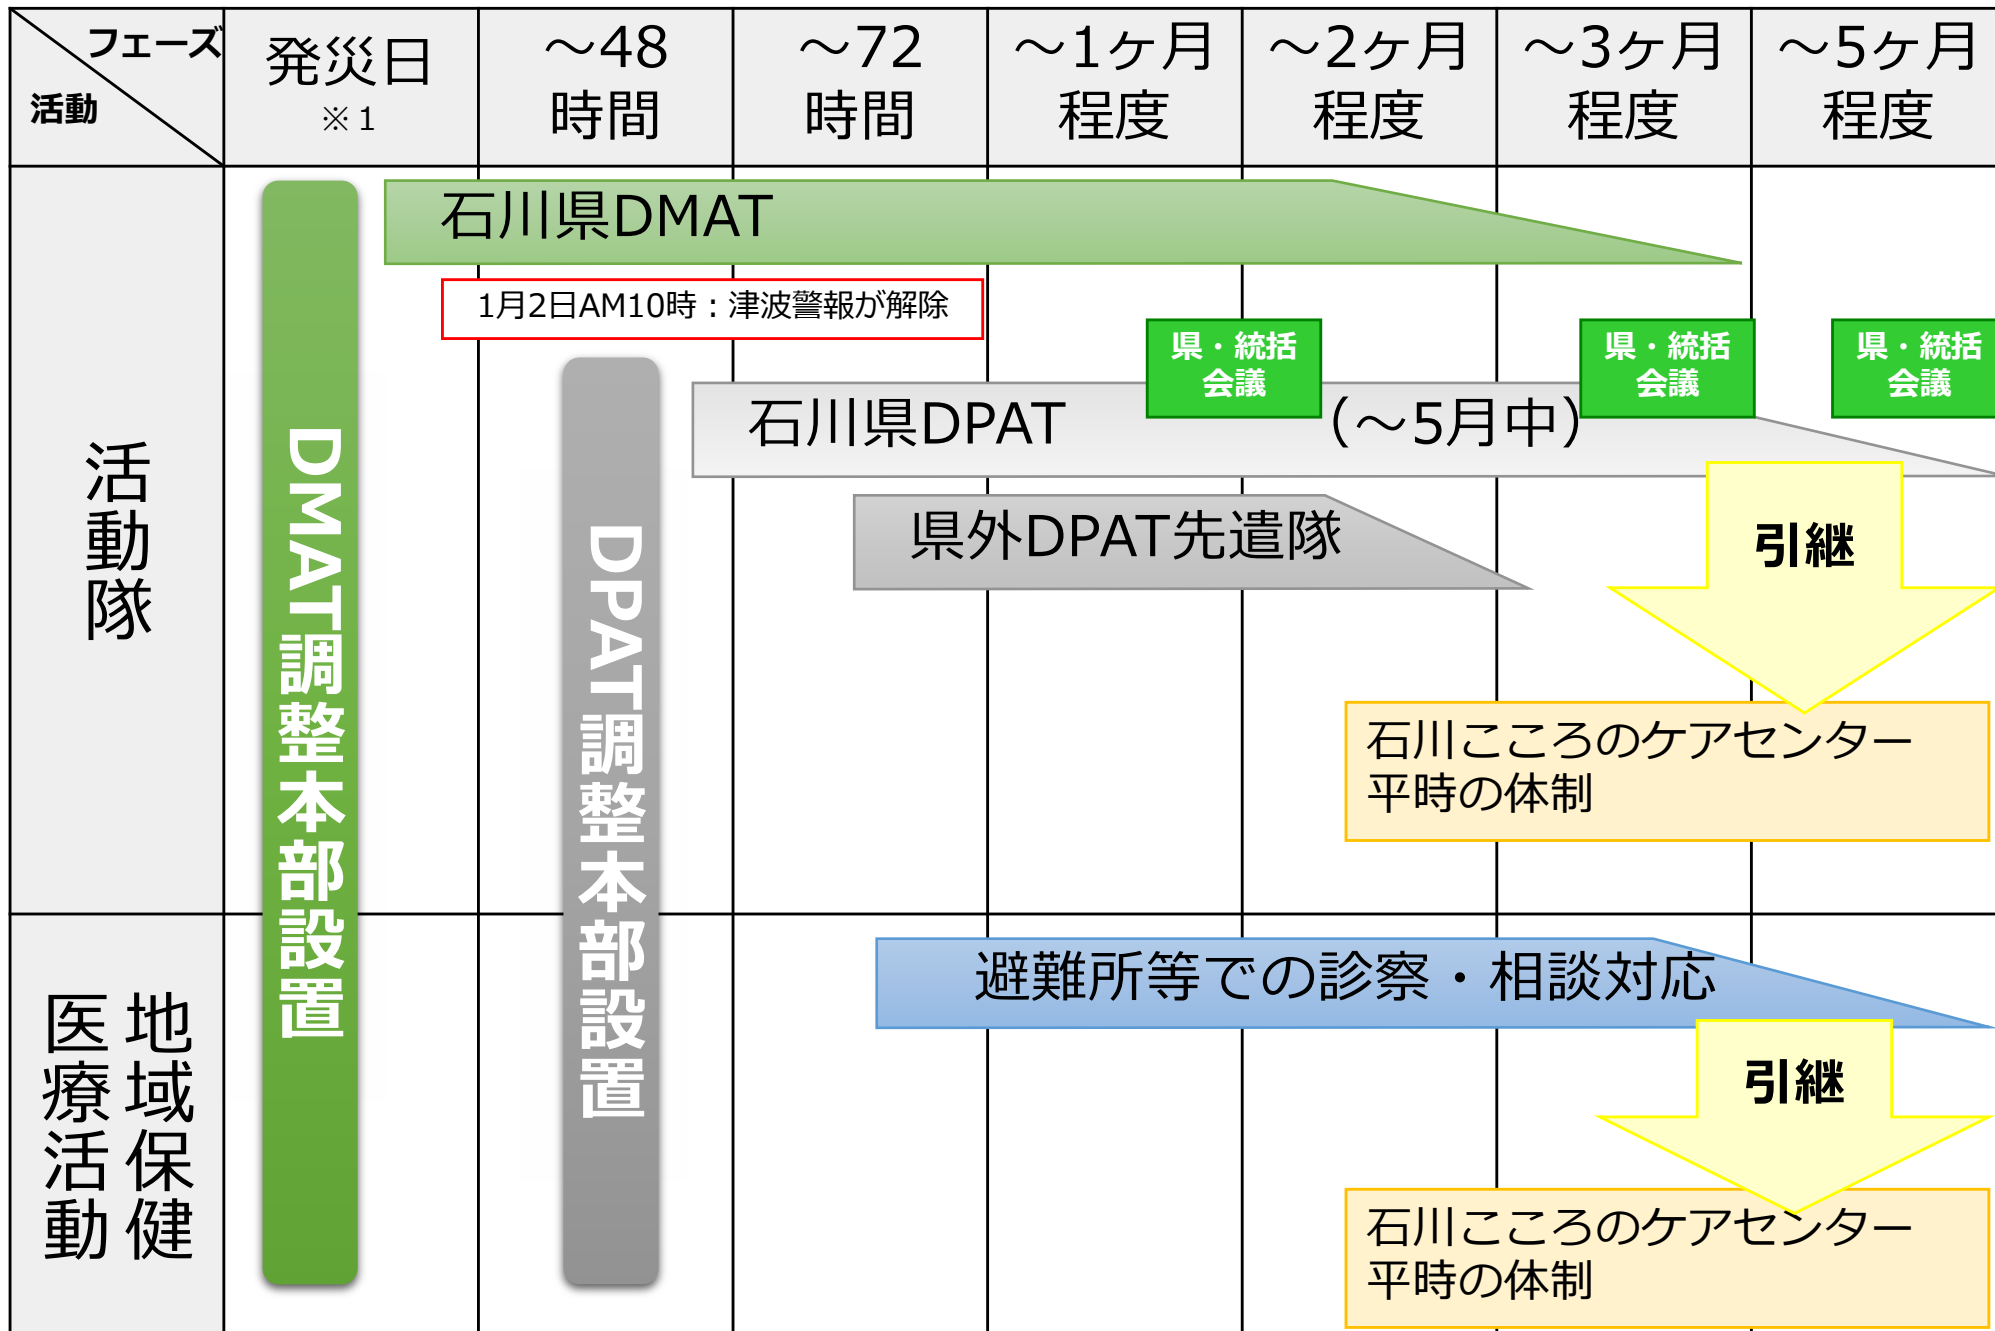 フェーズ
活動
発災日
※1
～48
時間
～72
時間
～1ヶ月
程度
～2ヶ月
程度
～3ヶ月
程度
～5ヶ月
程度
活動隊
石川県DMAT
1月2日AM10時：津波警報が解除
県・統括
会議
県・統括
会議
県・統括
会議
石川県DPAT （～5月中）
県外DPAT先遣隊
DMAT調整本部設置
DPAT調整本部設置
引継
石川こころのケアセンター
平時の体制
地域保健
医療活動
避難所等での診察・相談対応
引継
石川こころのケアセンター
平時の体制